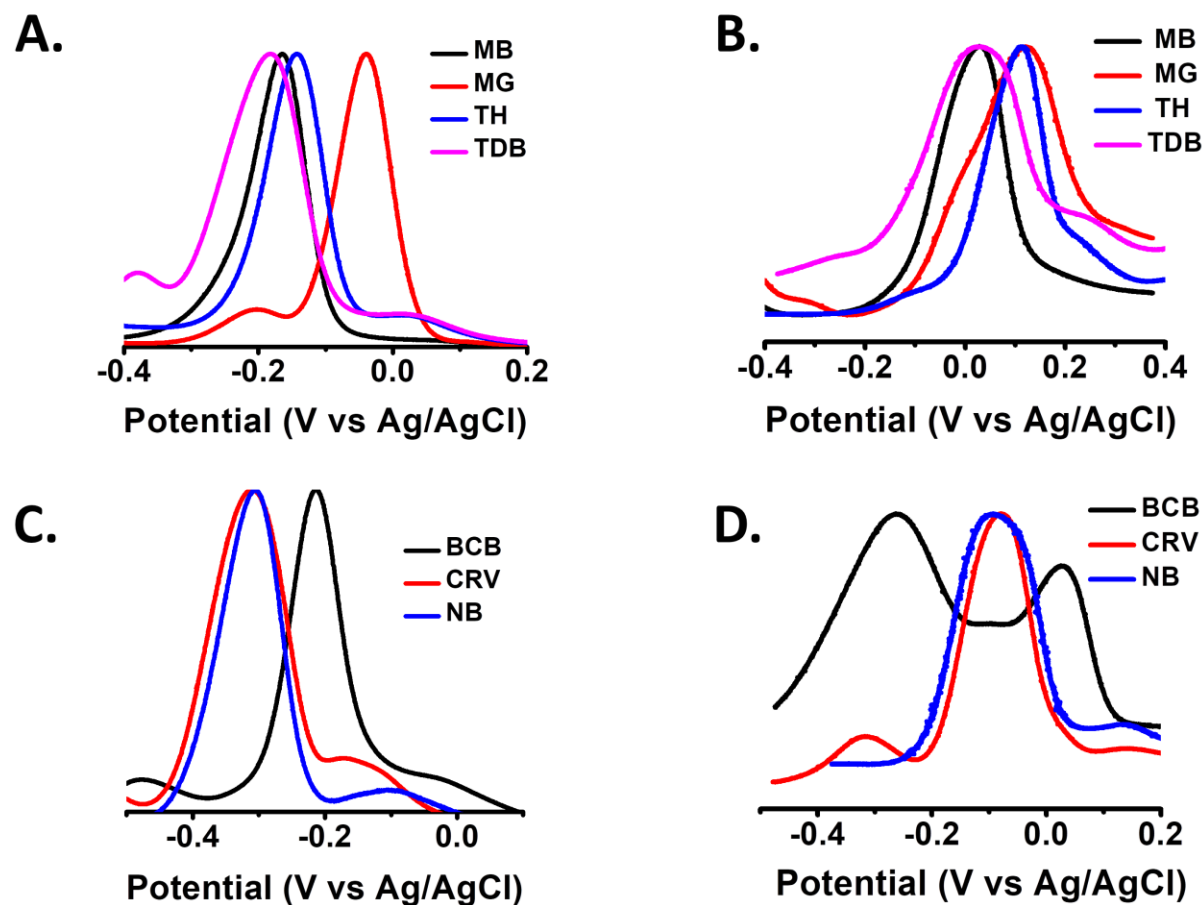 A.
MB
MG
TH
TDB
-0.4 -0.2 0.0 0.2
Potential (V vs Ag/AgCl)
B.
MB
MG
TH
TDB
-0.4 -0.2 0.0 0.2 0.4
Potential (V vs Ag/AgCl)
C.
BCB
CRV
NB
-0.4 -0.2 0.0
Potential (V vs Ag/AgCl)
D.
BCB
CRV
NB
-0.4 -0.2 0.0 0.2
Potential (V vs Ag/AgCl)